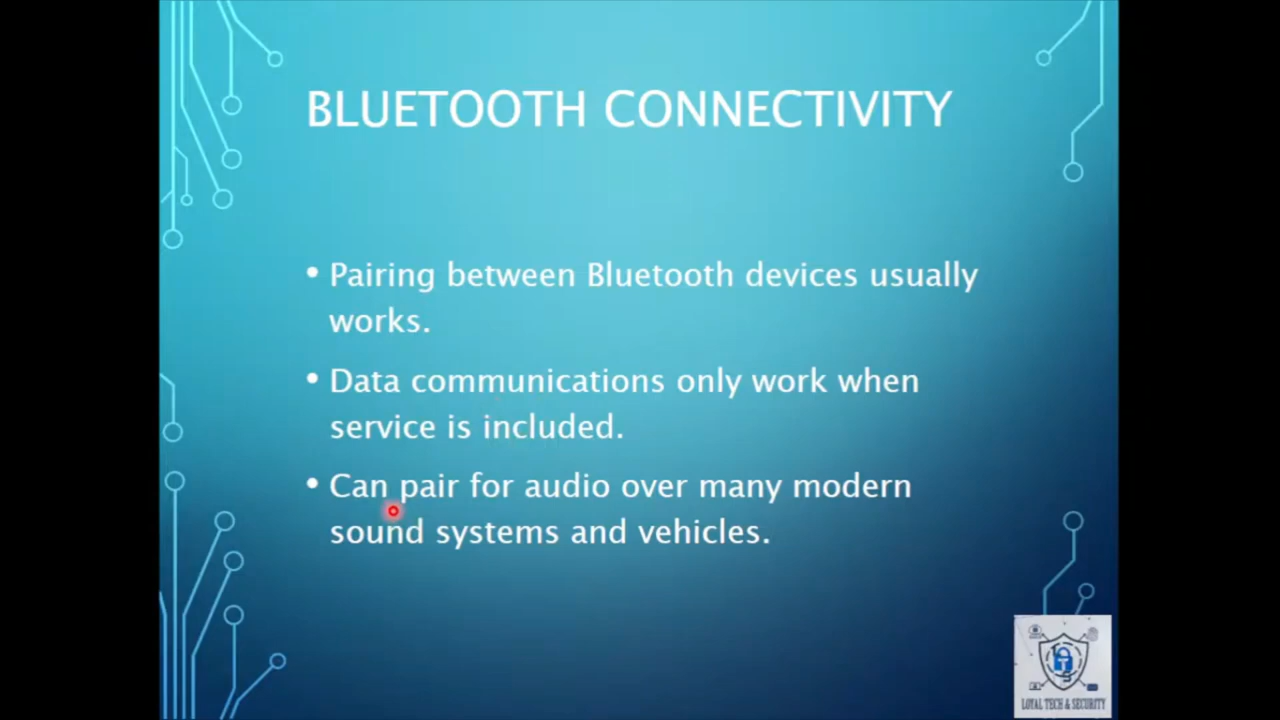 BLUETOOTH CONNECTIVITY
• Pairing between Bluetooth devices usually
works.
• Data communications only work when
service is included.
• Can pair for audio over many modern
sound systems and vehicles.
LOYAL TECH & SECURITY